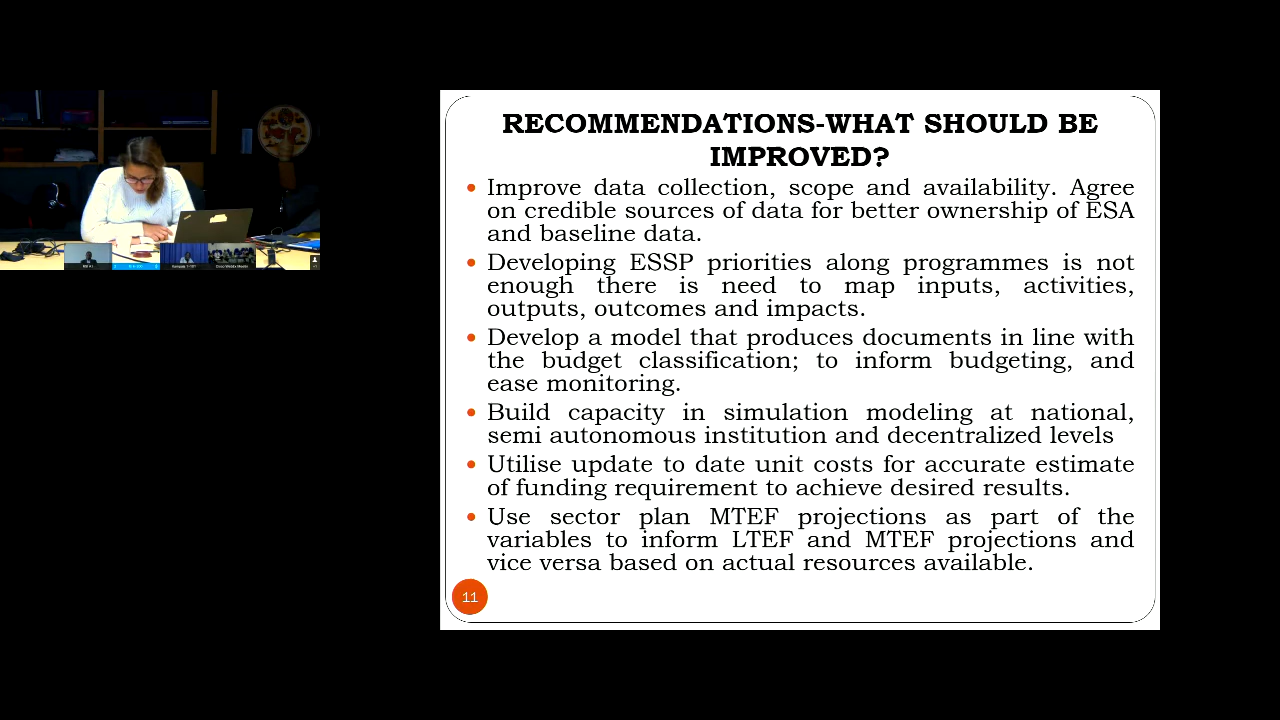 RECOMMENDATIONS-WHAT SHOULD BE
IMPROVED?
• Improve data collection, scope and availability. Agree
on credible sources of data for better ownership of ESA
and baseline data.
• Developing ESSP priorities along programmes is not
enough there is need to map inputs, activities,
outputs, outcomes and impacts.
• Develop a model that produces documents in line with
the budget classification; to inform budgeting, and
ease monitoring.
• Build capacity in simulation modeling at national,
semi autonomous institution and decentralized levels
• Utilise update to date unit costs for accurate estimate
of funding requirement to achieve desired results.
• Use sector plan MTEF projections as part of the
variables to inform LTEF and MTEF projections and
vice versa based on actual resources available.
11